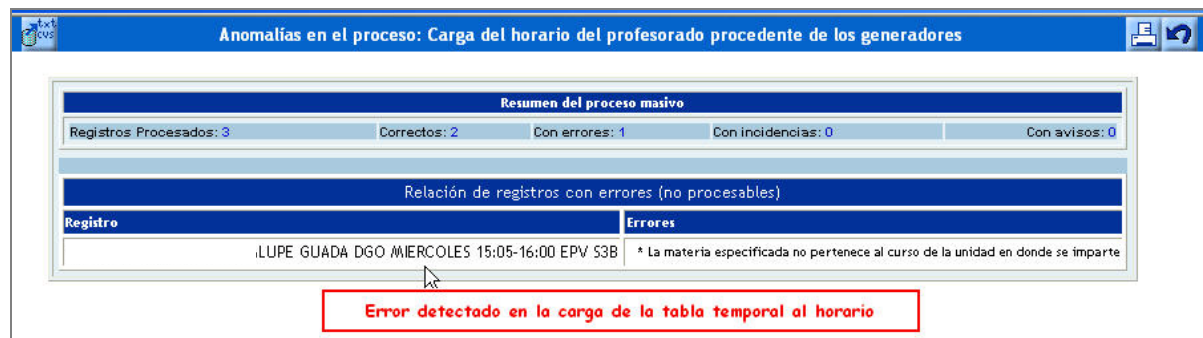 txt
cvs
Anomalías en el proceso: Carga del horario del profesorado procedente de los generadores
Resumen del proceso masivo
Registros Procesados: 3 Correctos: 2 Con errores: 1 Con incidencias: 0 Con avisos: 0
Relación de registros con errores (no procesables)
Registro Errores
LUPE GUADA DGO MIERCOLES 15:05-16:00 EPV S3B * La materia especificada no pertenece al curso de la unidad en donde se imparte
Error detectado en la carga de la tabla temporal al horario